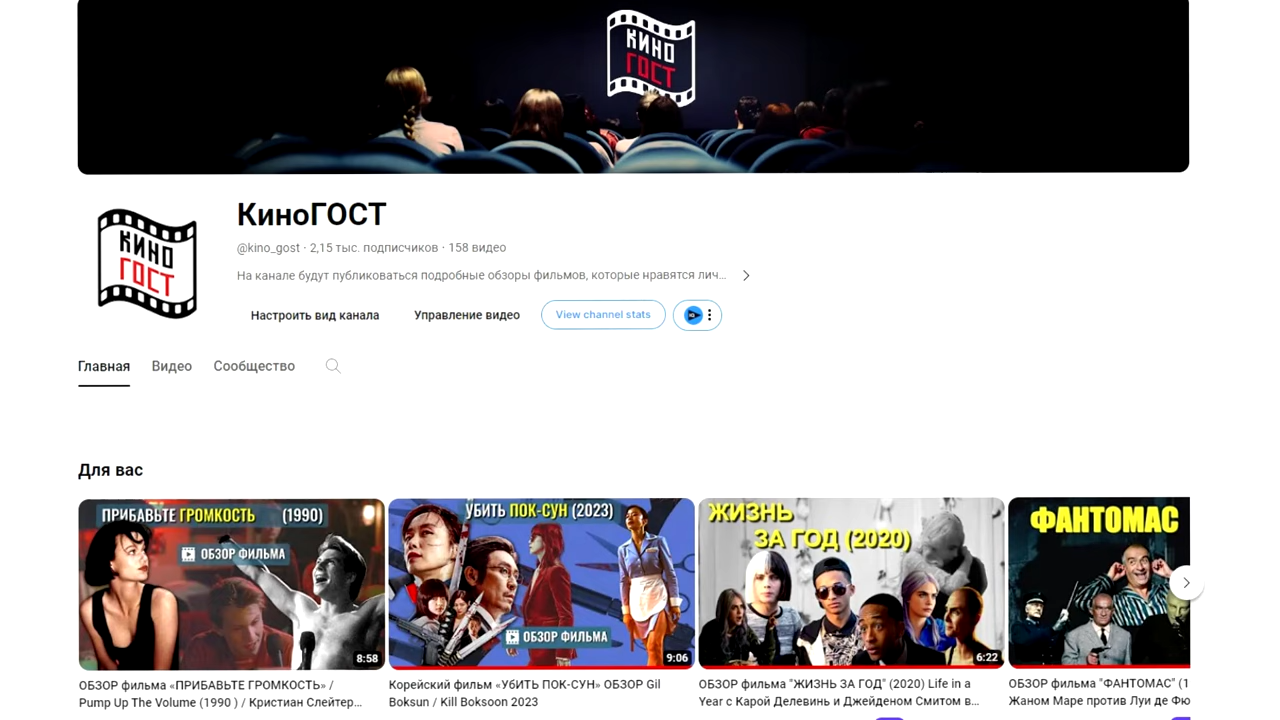 КИНО
ГОСТ
КИНО
ГОСТ
КиноГОСТ
@kino_gost · 2,15 тыс. подписчиков · 158 видео
На канале будут публиковаться подробные обзоры фильмов, которые нравятся лич...
Настроить вид канала
Управление видео
View channel stats
Главная
Видео
Сообщество
Для вас
ПРИБАВЬТЕ ГРОМКОСТЬ (1990)
ОБЗОР ФИЛЬМА
8:58
УБИТЬ ПОК-СУН (2023)
ОБЗОР ФИЛЬМА
9:06
ЖИЗНЬ
ЗА ГОД (2020)
6:22
ФАНТОМАС
ОБЗОР фильма «ПРИБАВЬТЕ ГРОМКОСТЬ» /
Pump Up The Volume (1990 ) / Кристиан Слейтер...
Корейский фильм «УбИТЬ ПОК-СУН» ОБЗОР Gil
Boksun / Kill Boksoon 2023
ОБЗОР фильма "ЖИЗНЬ ЗА ГОД" (2020) Life in a
Year с Карой Делевинь и Джейденом Смитом в...
ОБЗОР фильма "ФАНТОМАС" (1
Жаном Маре против Луи де Фю